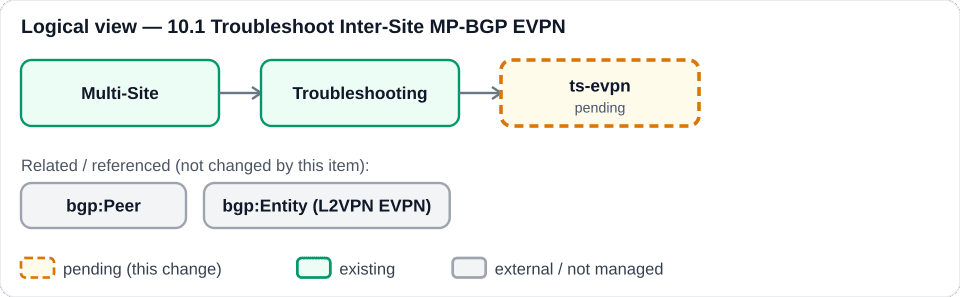 Logical view — 10.1 Troubleshoot Inter-Site MP-BGP EVPN
Multi-Site
Troubleshooting
ts-evpn
pending
Related / referenced (not changed by this item):
bgp:Peer
bgp:Entity (L2VPN EVPN)
pending (this change)
existing
external / not managed